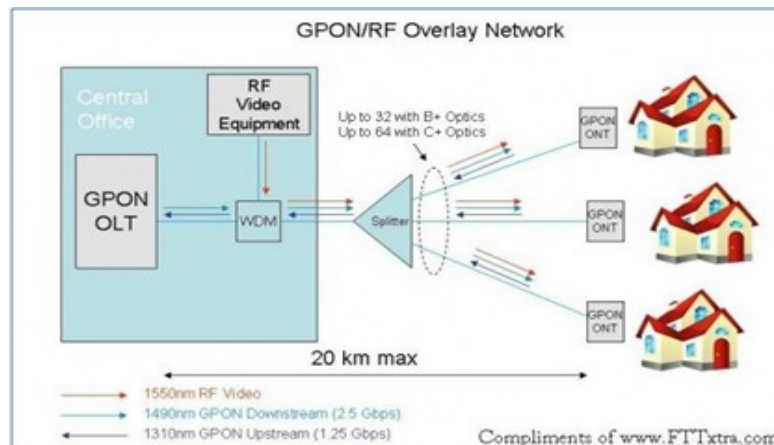 GPON/RF Overlay Network
Central
Office
RF
Video
Equipment
GPON
OLT
WDM
Up to 32 with B+ Optics
Up to 64 with C+ Optics
Splitter
GPON
ONT
GPON
ONT
GPON
ONT
20 km max
1550nm RF Video
1490nm GPON Downstream (2.5 Gbps)
1310nm GPON Upstream (1.25 Gbps)
Compliments of www.FTTxtra.com